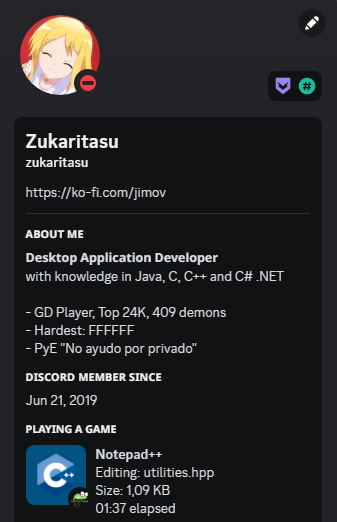 #
Zukaritasu
zukaritasu
https://ko-fi.com/jimov
ABOUT ME
Desktop Application Developer
with knowledge in Java, C, C++ and C# .NET
- GD Player, Top 24K, 409 demons
- Hardest: FFFFFF
- PyE "No ayudo por privado"
DISCORD MEMBER SINCE
Jun 21, 2019
PLAYING A GAME
C++
Notepad++
Editing: utilities.hpp
Size: 1,09 KB
01:37 elapsed